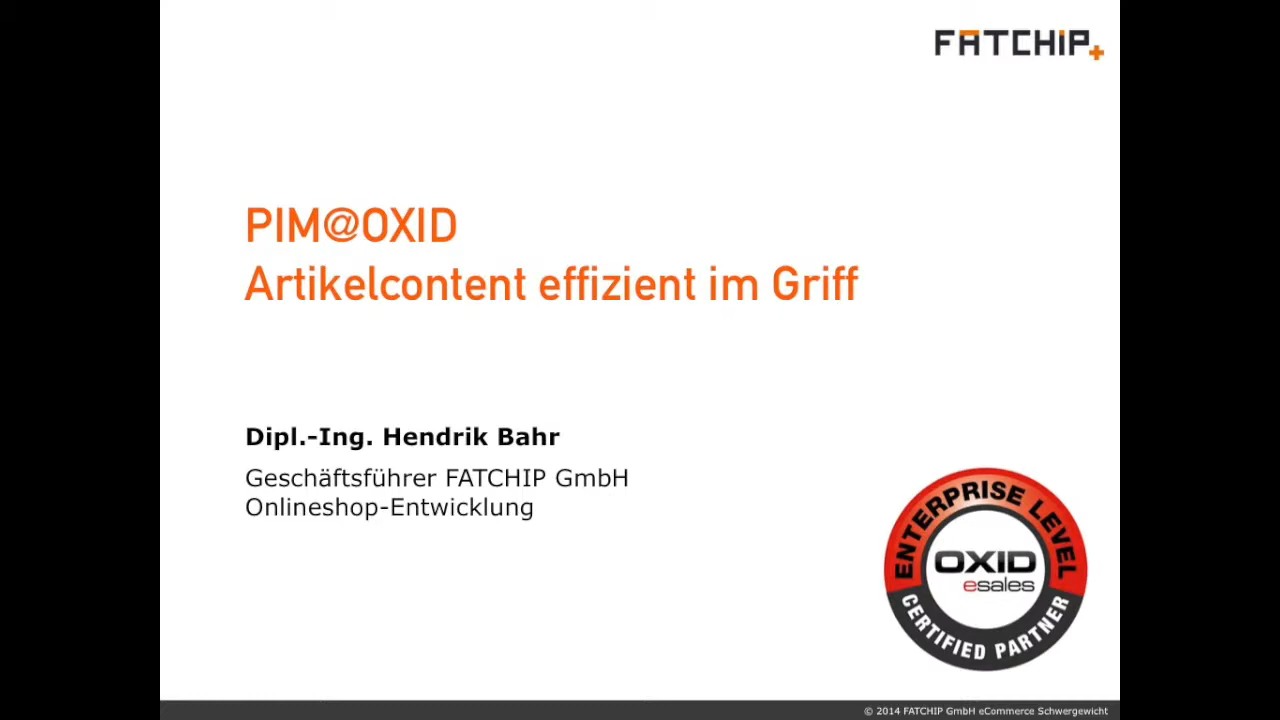 FATCHIP+
PIM@OXID
Artikelcontent effizient im Griff
Dipl.-Ing. Hendrik Bahr
Geschäftsführer FATCHIP GmbH
Onlineshop-Entwicklung
ENTERPRISE LEVEL
OXID
esales
CERTIFIED PARTNER
© 2014 FATCHIP GmbH eCommerce Schwergewicht